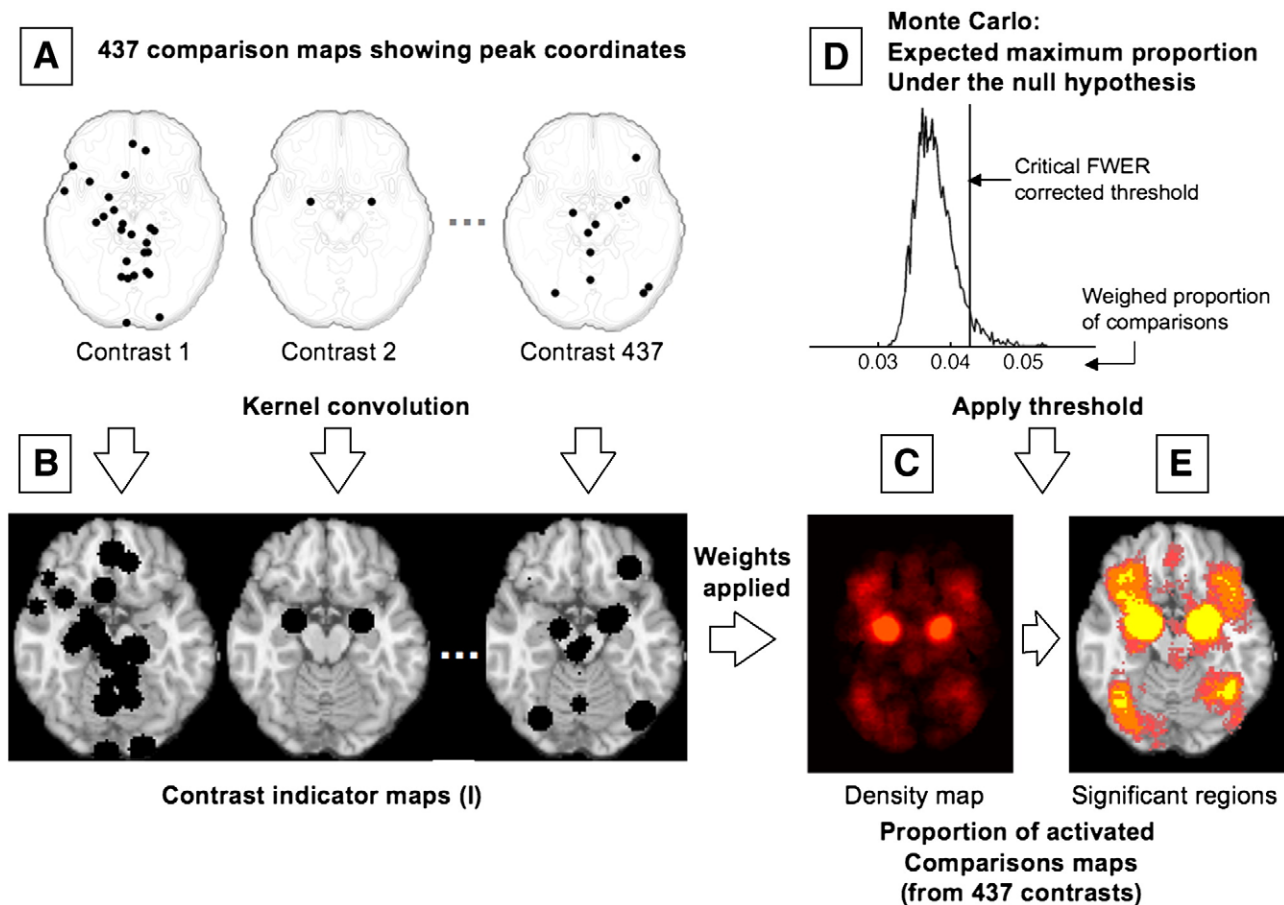 A
437 comparison maps showing peak coordinates
Contrast 1
Contrast 2
...
Contrast 437
Kernel convolution
B
Contrast indicator maps (I)
Weights
applied
D
Monte Carlo:
Expected maximum proportion
Under the null hypothesis
Critical FWER
corrected threshold
Weighed proportion
of comparisons
0.03
0.04
0.05
Apply threshold
C
E
...
Density map
Significant regions
Proportion of activated
Comparisons maps
(from 437 contrasts)